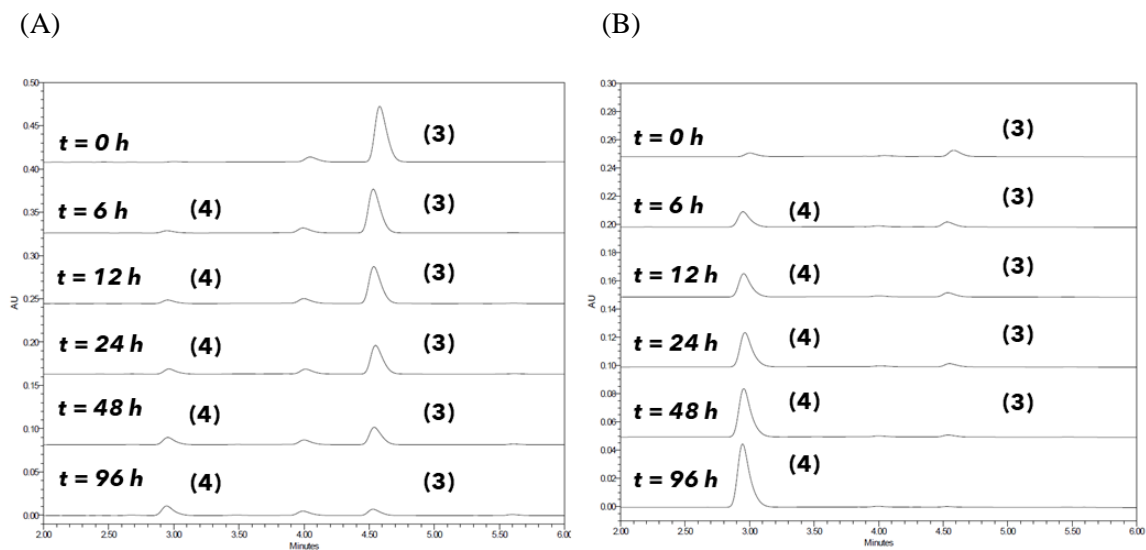 (A)
0.50
0.45
0.40
0.35
0.30
0.25
0.20
0.15
0.10
0.05
0.00
AU
t = 0 h (3)
t = 6 h (4) (3)
t = 12 h (4) (3)
t = 24 h (4) (3)
t = 48 h (4) (3)
t = 96 h (4) (3)
2.00 2.50 3.00 3.50 4.00 4.50 5.00 5.50 6.00
Minutes
(B)
0.30
0.28
0.26
0.24
0.22
0.20
0.18
0.16
0.14
0.12
0.10
0.08
0.06
0.04
0.02
0.00
AU
t = 0 h (3)
t = 6 h (4) (3)
t = 12 h (4) (3)
t = 24 h (4) (3)
t = 48 h (4) (3)
t = 96 h (4)
2.00 2.50 3.00 3.50 4.00 4.50 5.00 5.50 6.00
Minutes